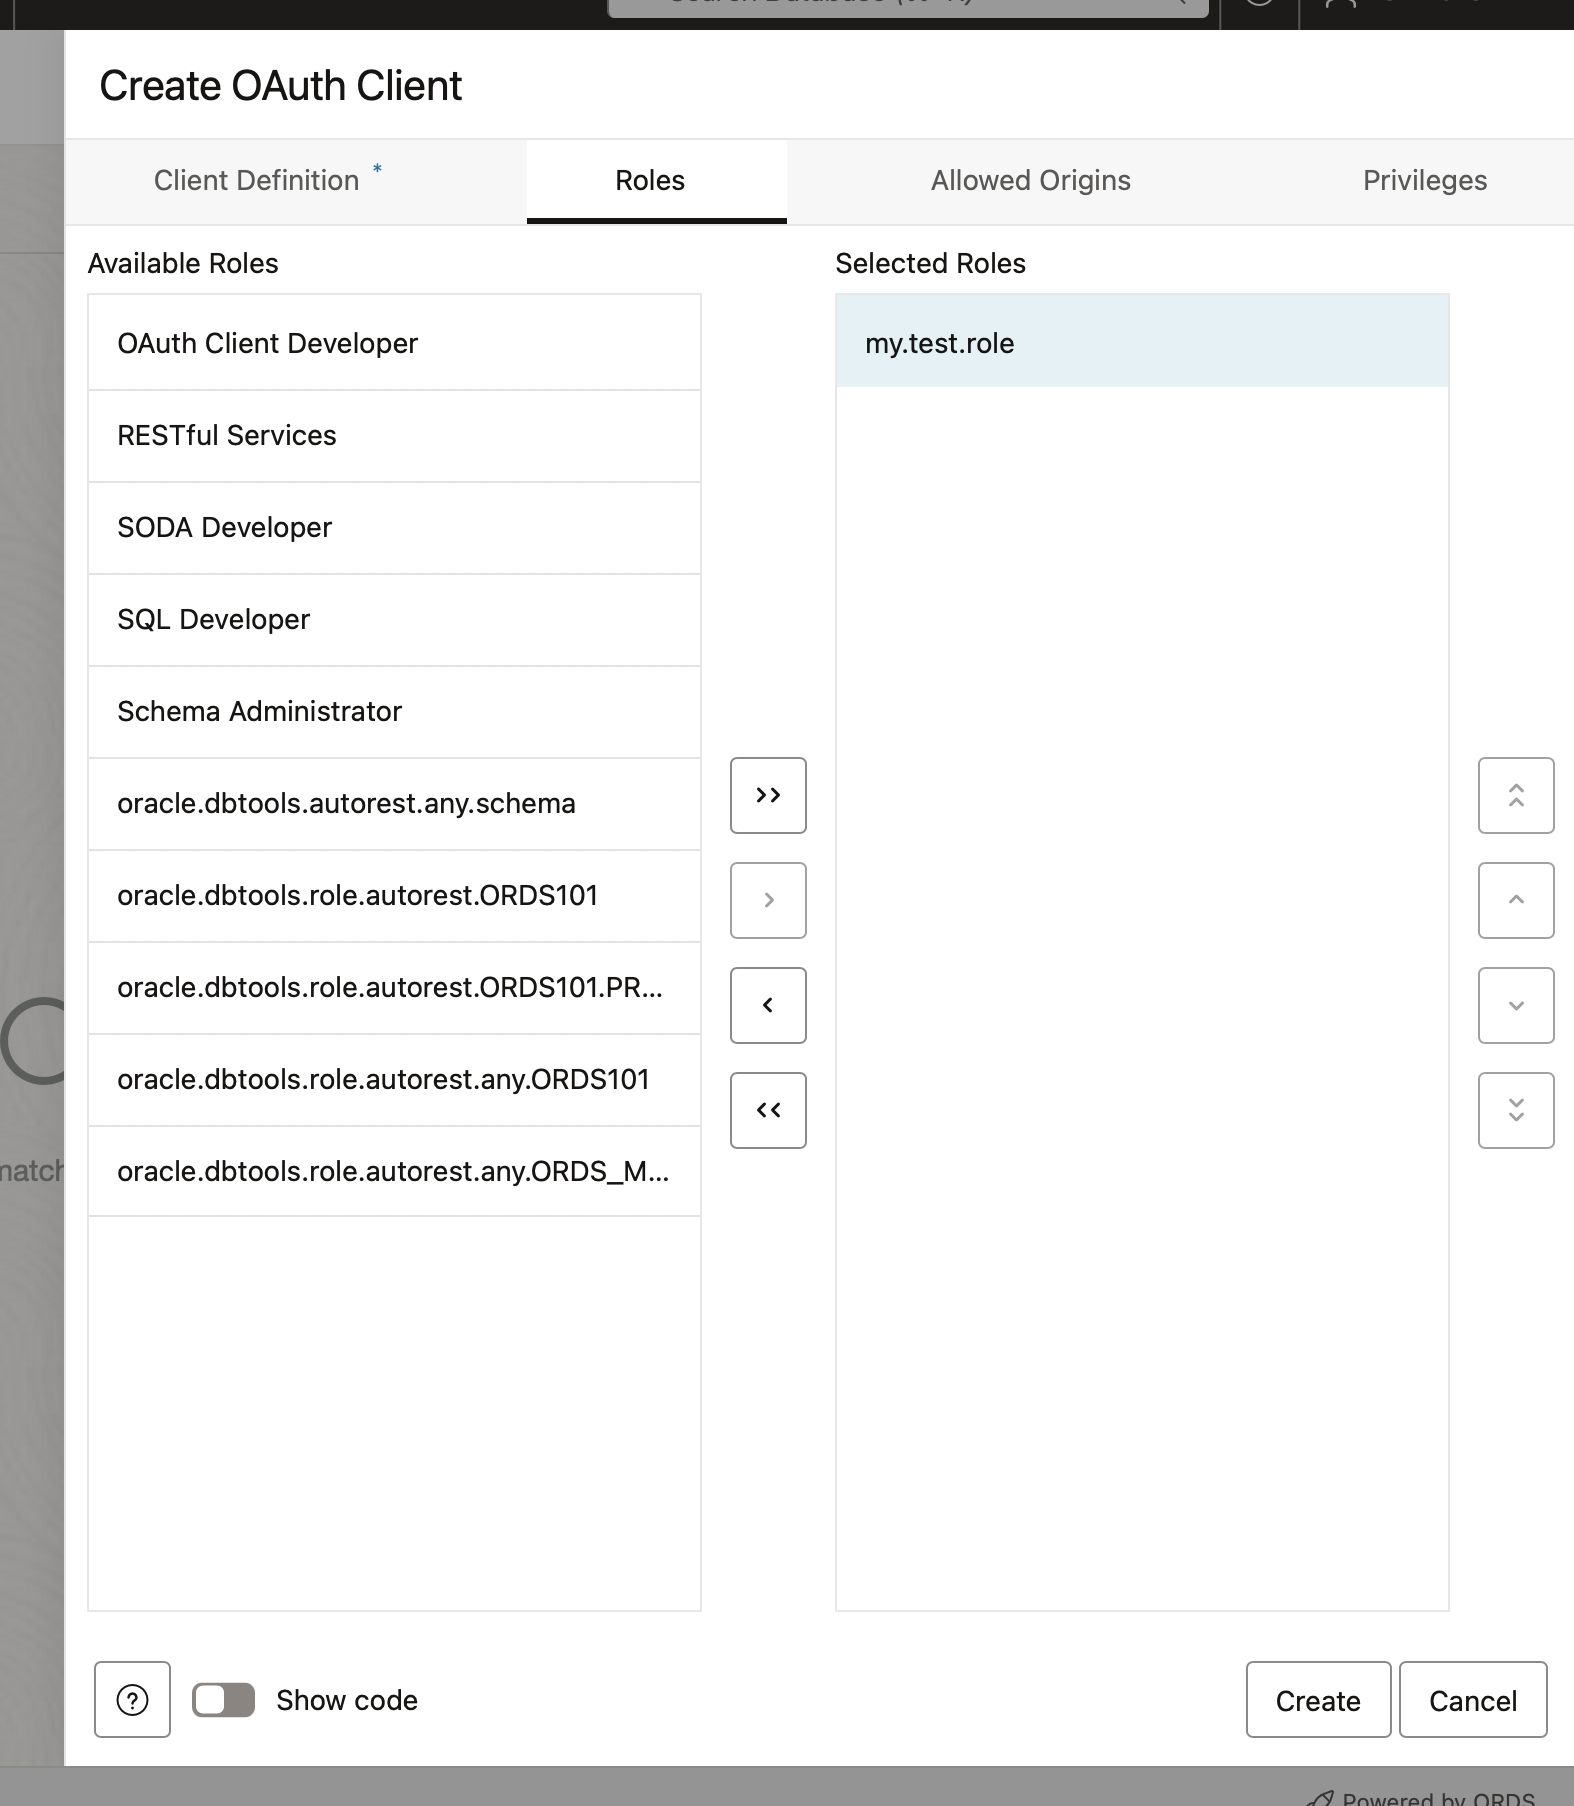 Create OAuth Client
Client Definition *
Roles
Allowed Origins
Privileges
Available Roles
Selected Roles
OAuth Client Developer
RESTful Services
SODA Developer
SQL Developer
Schema Administrator
oracle.dbtools.autorest.any.schema
oracle.dbtools.role.autorest.ORDS101
oracle.dbtools.role.autorest.ORDS101.PR...
oracle.dbtools.role.autorest.any.ORDS101
oracle.dbtools.role.autorest.any.ORDS_M...
my.test.role
match
Show code
Create
Cancel
Powered by ORDS